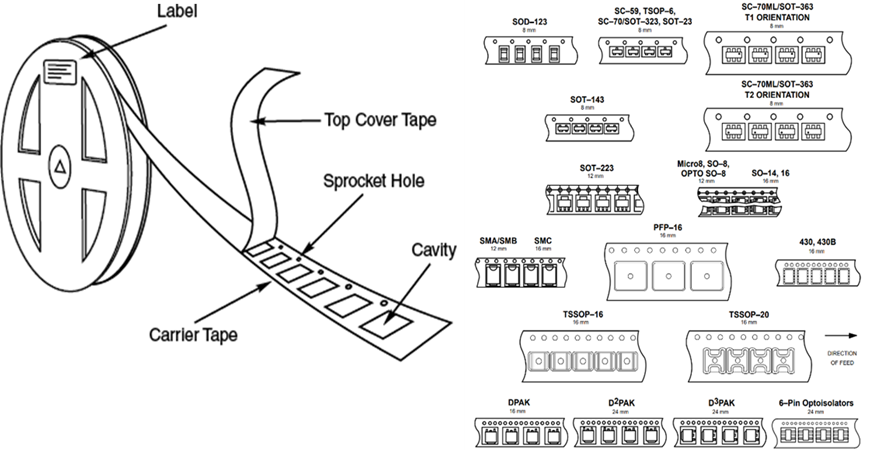 Label
Top Cover Tape
Sprocket Hole
Cavity
Carrier Tape
SOD–123
8 mm
SC–59, TSOP–6,
SC–70/SOT–323, SOT–23
8 mm
SC–70ML/SOT–363
T1 ORIENTATION
8 mm
SOT–143
8 mm
SC–70ML/SOT–363
T2 ORIENTATION
8 mm
SOT–223
12 mm
Micro8, SO–8,
OPTO SO–8
12 mm
SO–14, 16
16 mm
SMA/SMB
12 mm
SMC
16 mm
PFP–16
16 mm
430, 430B
16 mm
TSSOP–16
16 mm
TSSOP–20
16 mm
DIRECTION
OF FEED
DPAK
16 mm
D2PAK
24 mm
D3PAK
24 mm
6–Pin Optoisolators
24 mm